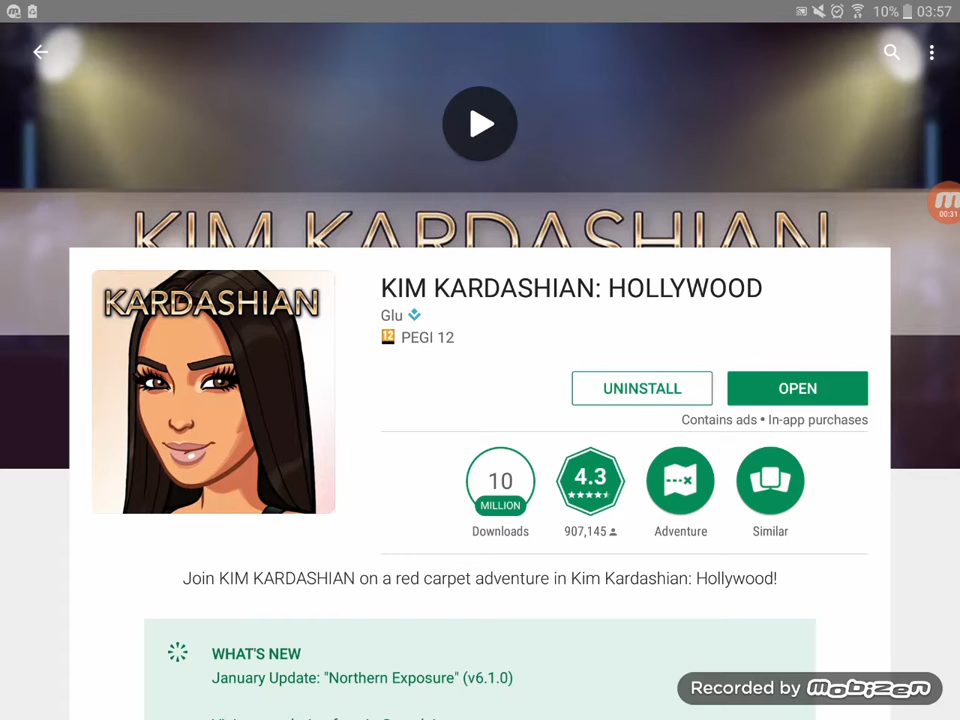 10% 03:57
KIM KARDASHIAN
00:31
KARDASHIAN
KIM KARDASHIAN: HOLLYWOOD
Glu
12 PEGI 12
UNINSTALL OPEN
Contains ads • In-app purchases
10 MILLION Downloads
4.3 907,145
Adventure
Similar
Join KIM KARDASHIAN on a red carpet adventure in Kim Kardashian: Hollywood!
WHAT'S NEW
January Update: "Northern Exposure" (v6.1.0)
Recorded by mobizen